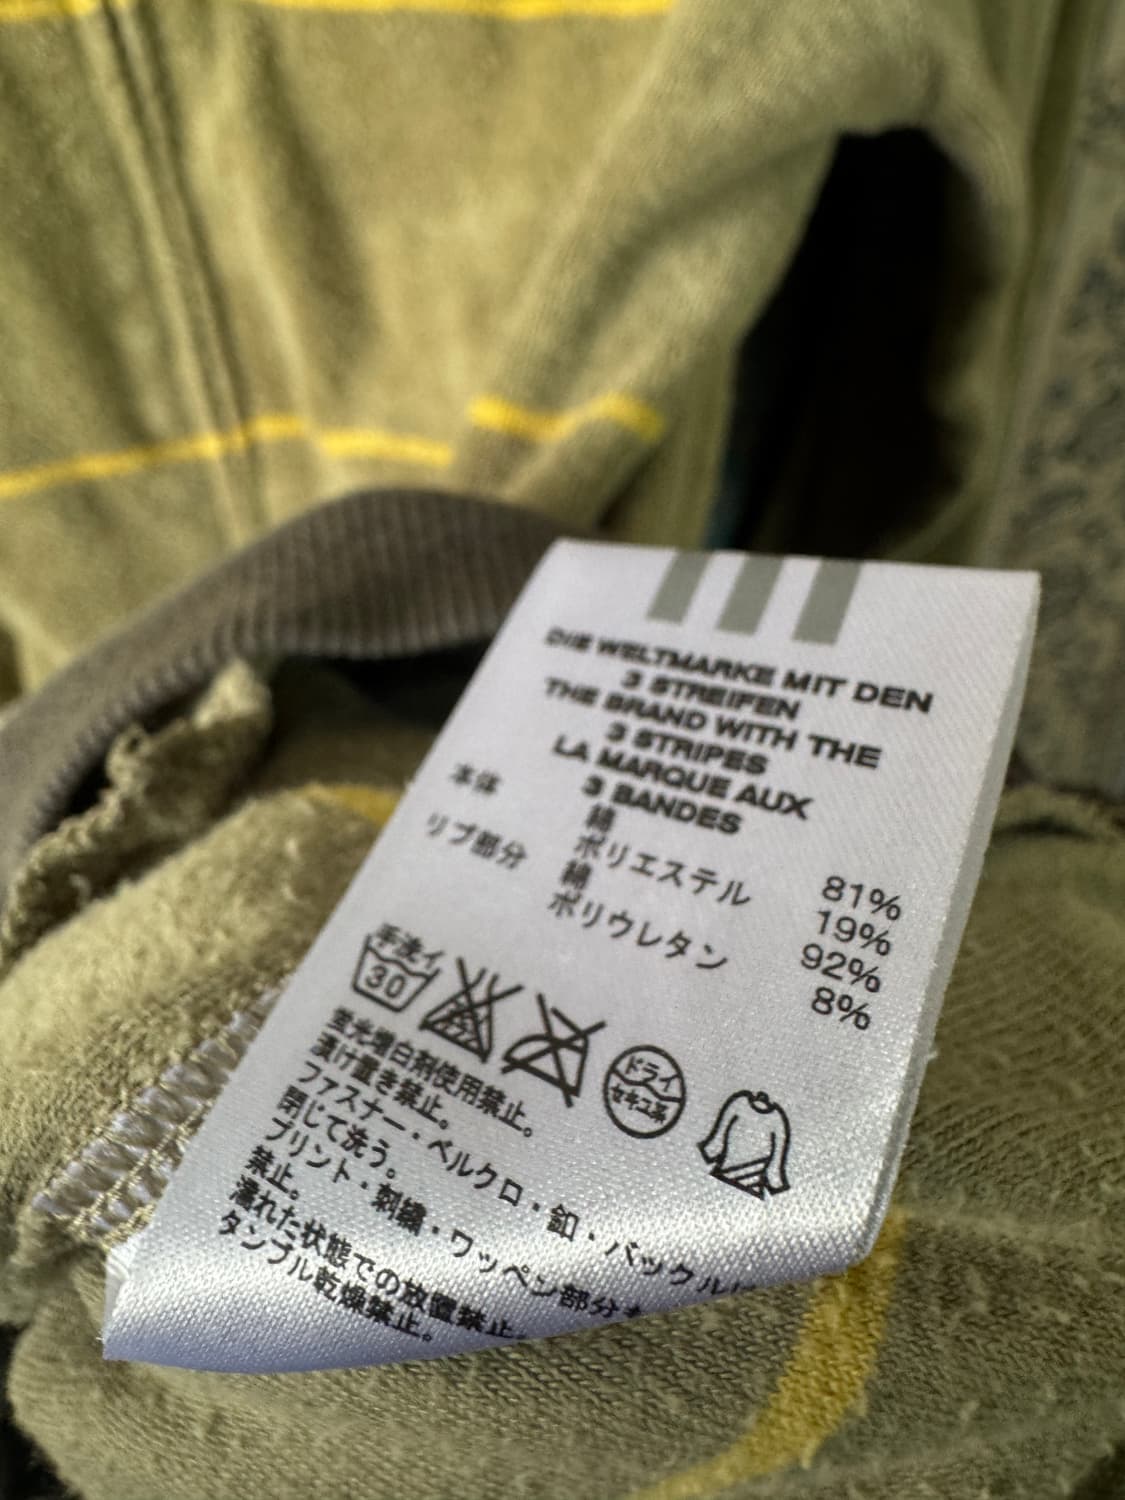 DIE WELTMARKE MIT DEN
3 STREIFEN
THE BRAND WITH THE
3 STRIPES
LA MARQUE AUX
3 BANDES
本体 綿 81%
ポリエステル 19%
リブ部分 綿 92%
ポリウレタン 8%
手洗イ
30
ドライ
セキユ系
蛍光増白剤使用禁止。
漬け置き禁止。
ファスナー・ベルクロ・釦・バックル
閉じて洗う。
プリント・刺繍・ワッペン部分
禁止。
濡れた状態での放置禁止。
タンブル乾燥禁止。